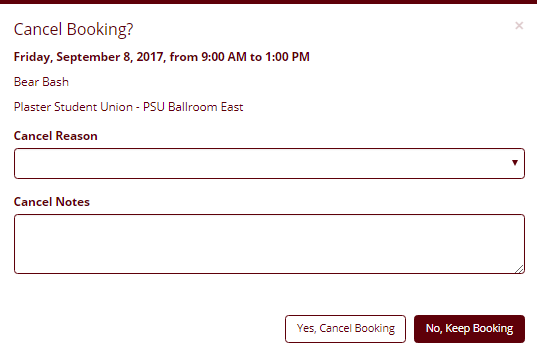 Cancel Booking?
×
Friday, September 8, 2017, from 9:00 AM to 1:00 PM
Bear Bash
Plaster Student Union - PSU Ballroom East
Cancel Reason
Cancel Notes
Yes, Cancel Booking
No, Keep Booking